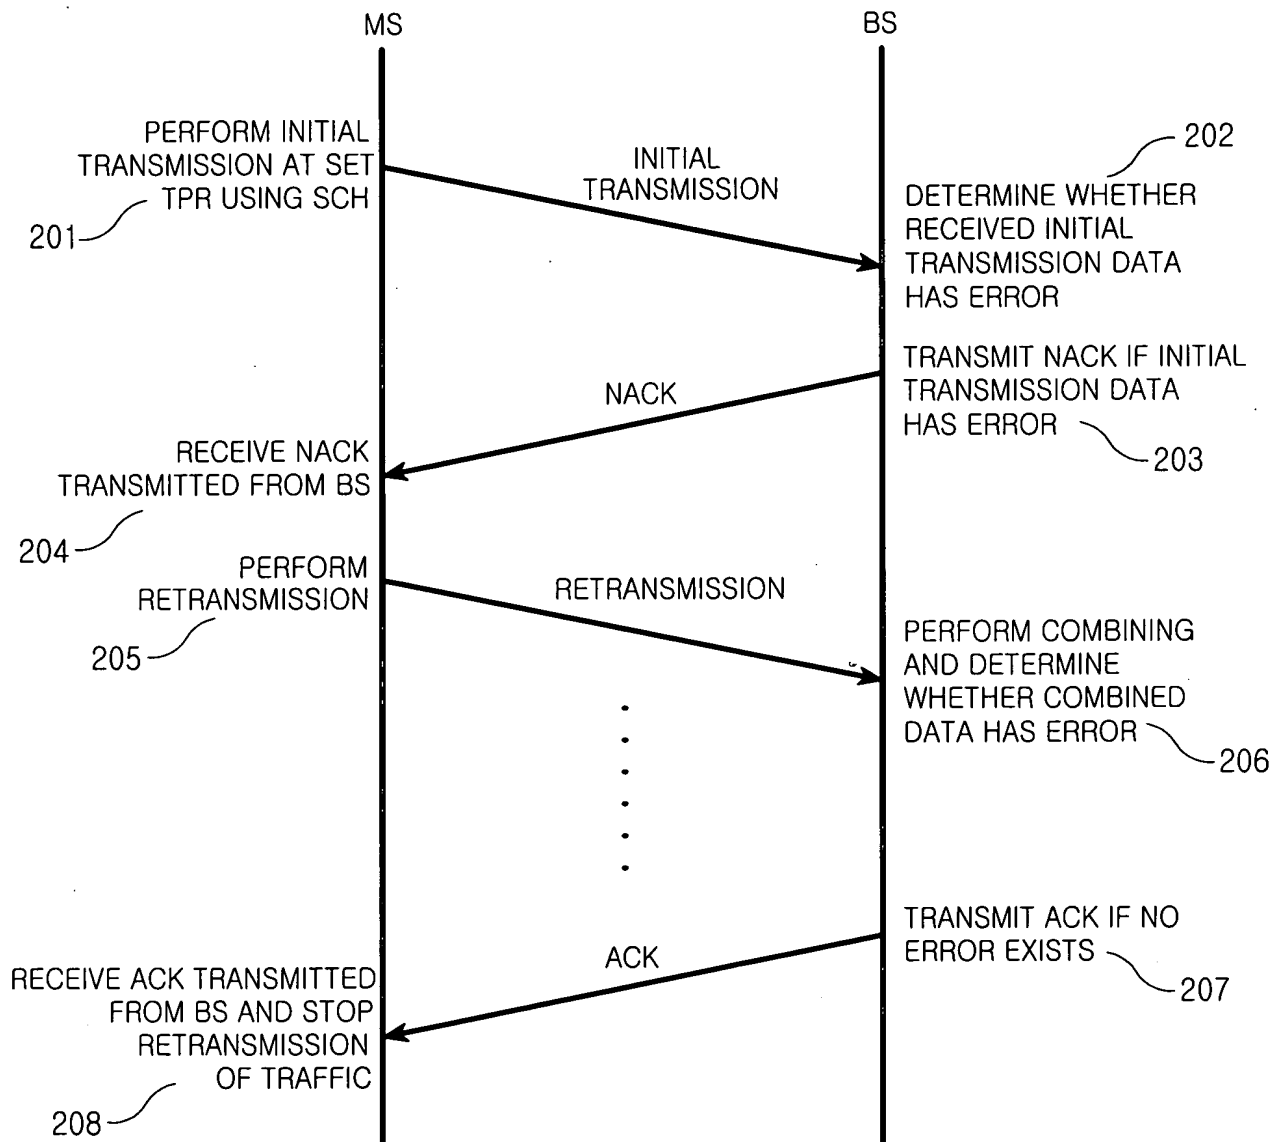 MS
BS
PERFORM INITIAL
TRANSMISSION AT SET
TPR USING SCH
201
INITIAL
TRANSMISSION
202
DETERMINE WHETHER
RECEIVED INITIAL
TRANSMISSION DATA
HAS ERROR
TRANSMIT NACK IF INITIAL
TRANSMISSION DATA
HAS ERROR
203
NACK
RECEIVE NACK
TRANSMITTED FROM BS
204
PERFORM
RETRANSMISSION
205
RETRANSMISSION
PERFORM COMBINING
AND DETERMINE
WHETHER COMBINED
DATA HAS ERROR
206
TRANSMIT ACK IF NO
ERROR EXISTS
207
ACK
RECEIVE ACK TRANSMITTED
FROM BS AND STOP
RETRANSMISSION
OF TRAFFIC
208